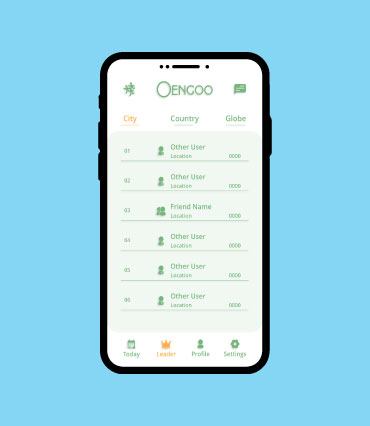 OENGOO
City Country Globe
01 Other User
Location 0000
02 Other User
Location 0000
03 Friend Name
Location 0000
04 Other User
Location 0000
05 Other User
Location 0000
06 Other User
Location 0000
Today Leader Profile Settings